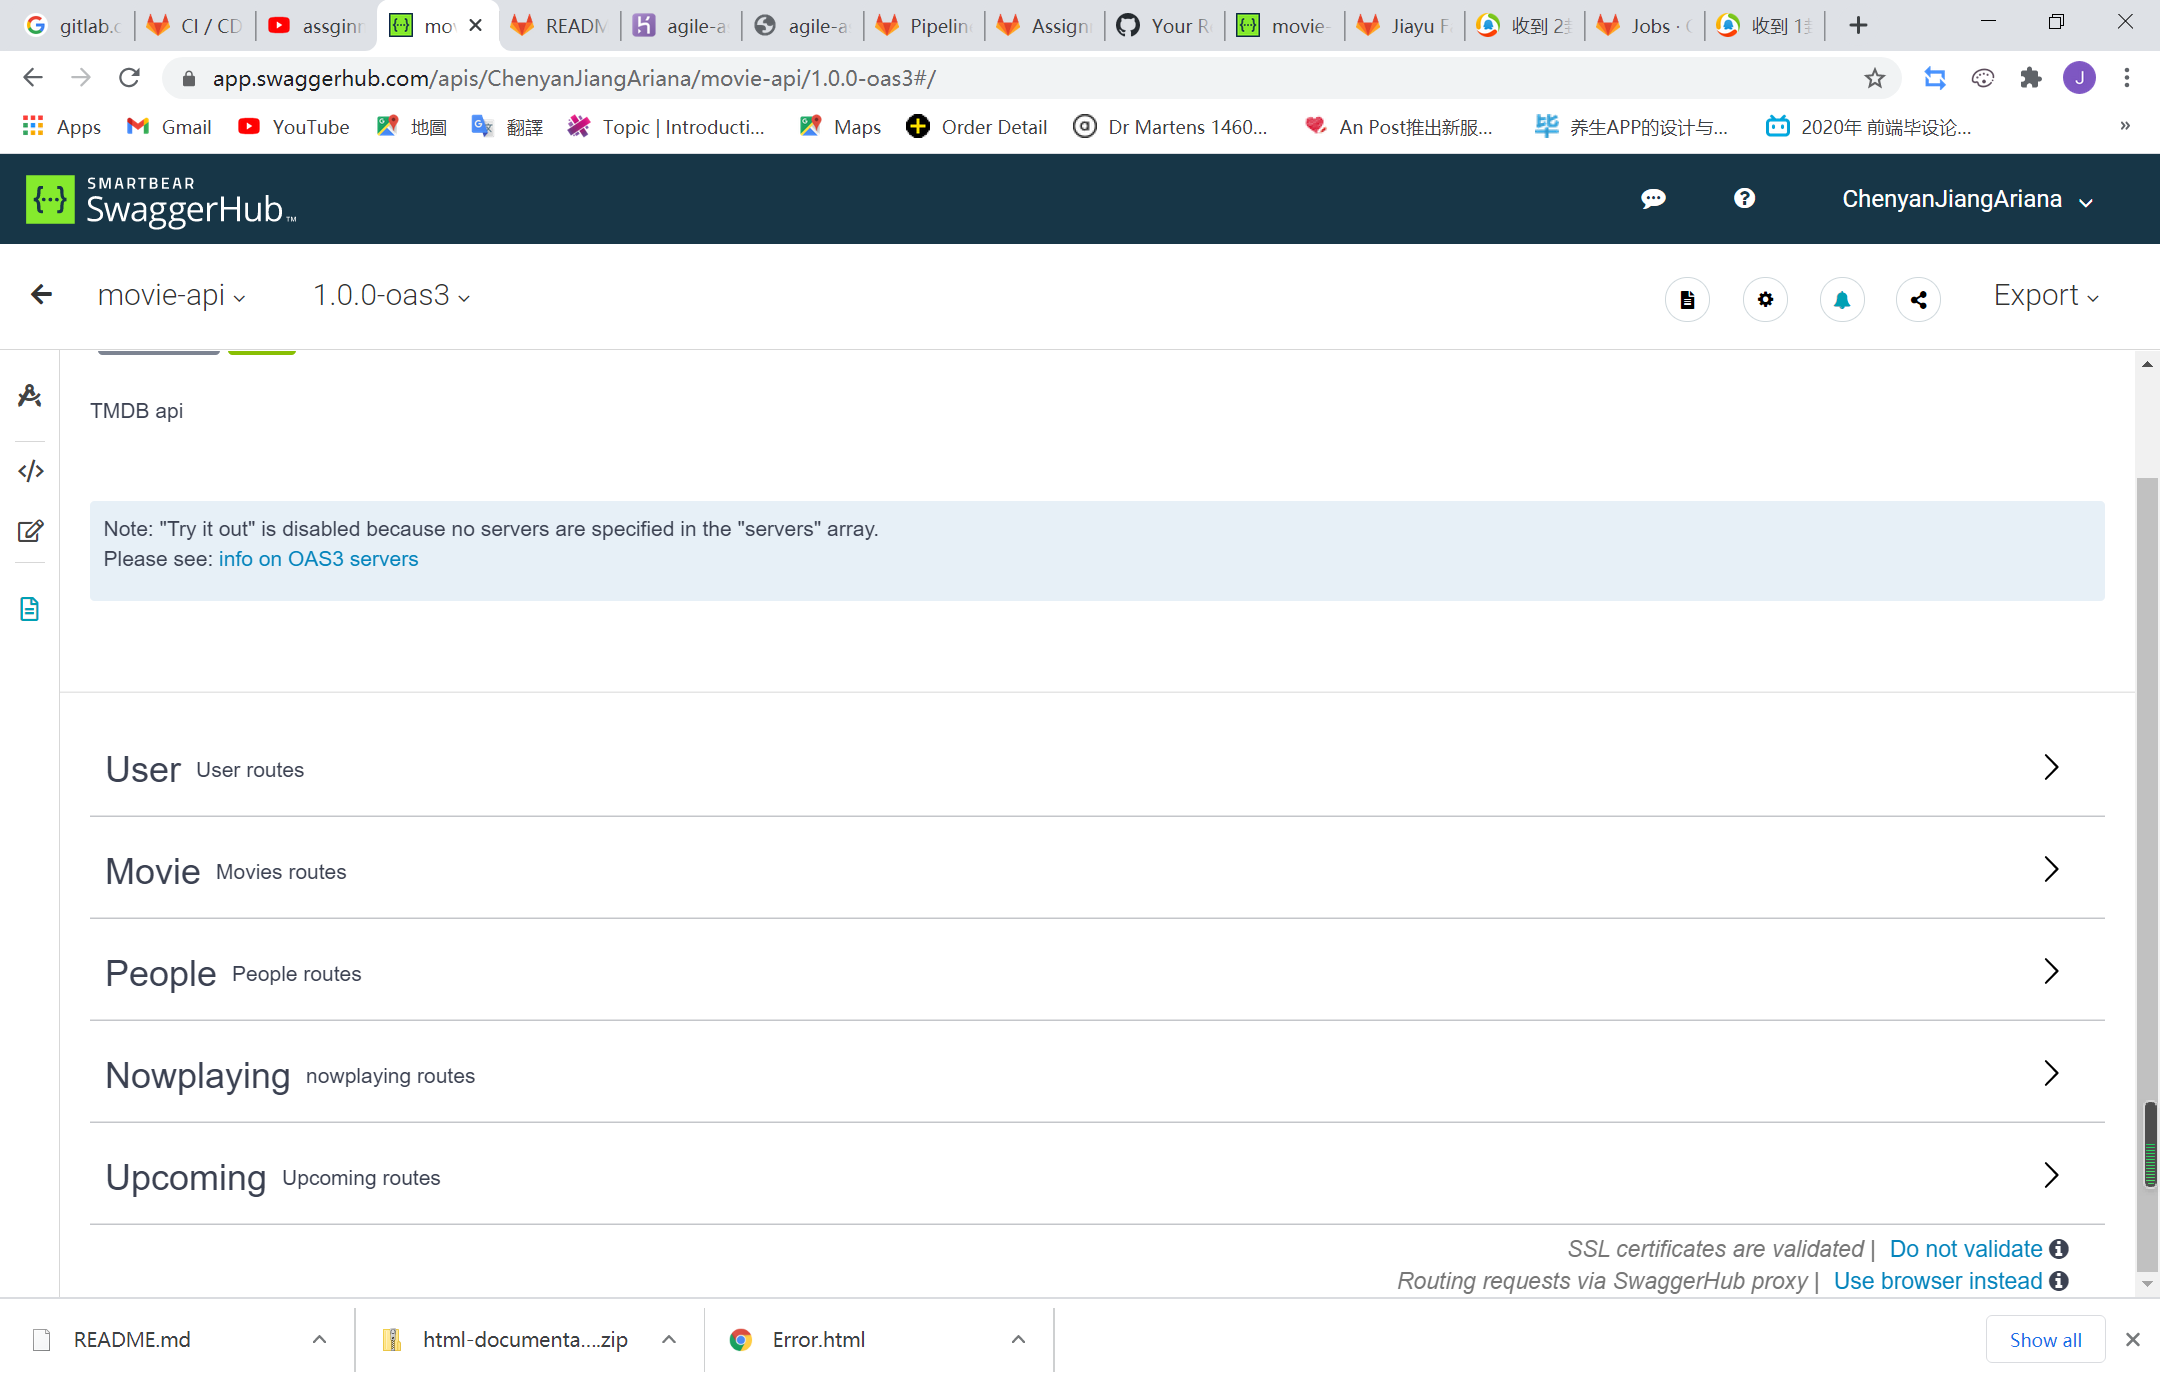 gitlab.c CI / CD assginn mov READM agile-a agile-a Pipelin Assign Your R movie- Jiayu F 收到 2 Jobs · 收到 1
app.swaggerhub.com/apis/ChenyanJiangAriana/movie-api/1.0.0-oas3#/ J
Apps Gmail YouTube 地圖 翻譯 Topic | Introducti... Maps Order Detail Dr Martens 1460... An Post推出新服... 养生APP的设计与... 2020年 前端毕设论... »
SMARTBEAR
SwaggerHub™ ChenyanJiangAriana
movie-api 1.0.0-oas3 Export
TMDB api
Note: "Try it out" is disabled because no servers are specified in the "servers" array.
Please see: info on OAS3 servers
User User routes
Movie Movies routes
People People routes
Nowplaying nowplaying routes
Upcoming Upcoming routes
SSL certificates are validated | Do not validate
Routing requests via SwaggerHub proxy | Use browser instead
README.md html-documenta....zip Error.html Show all